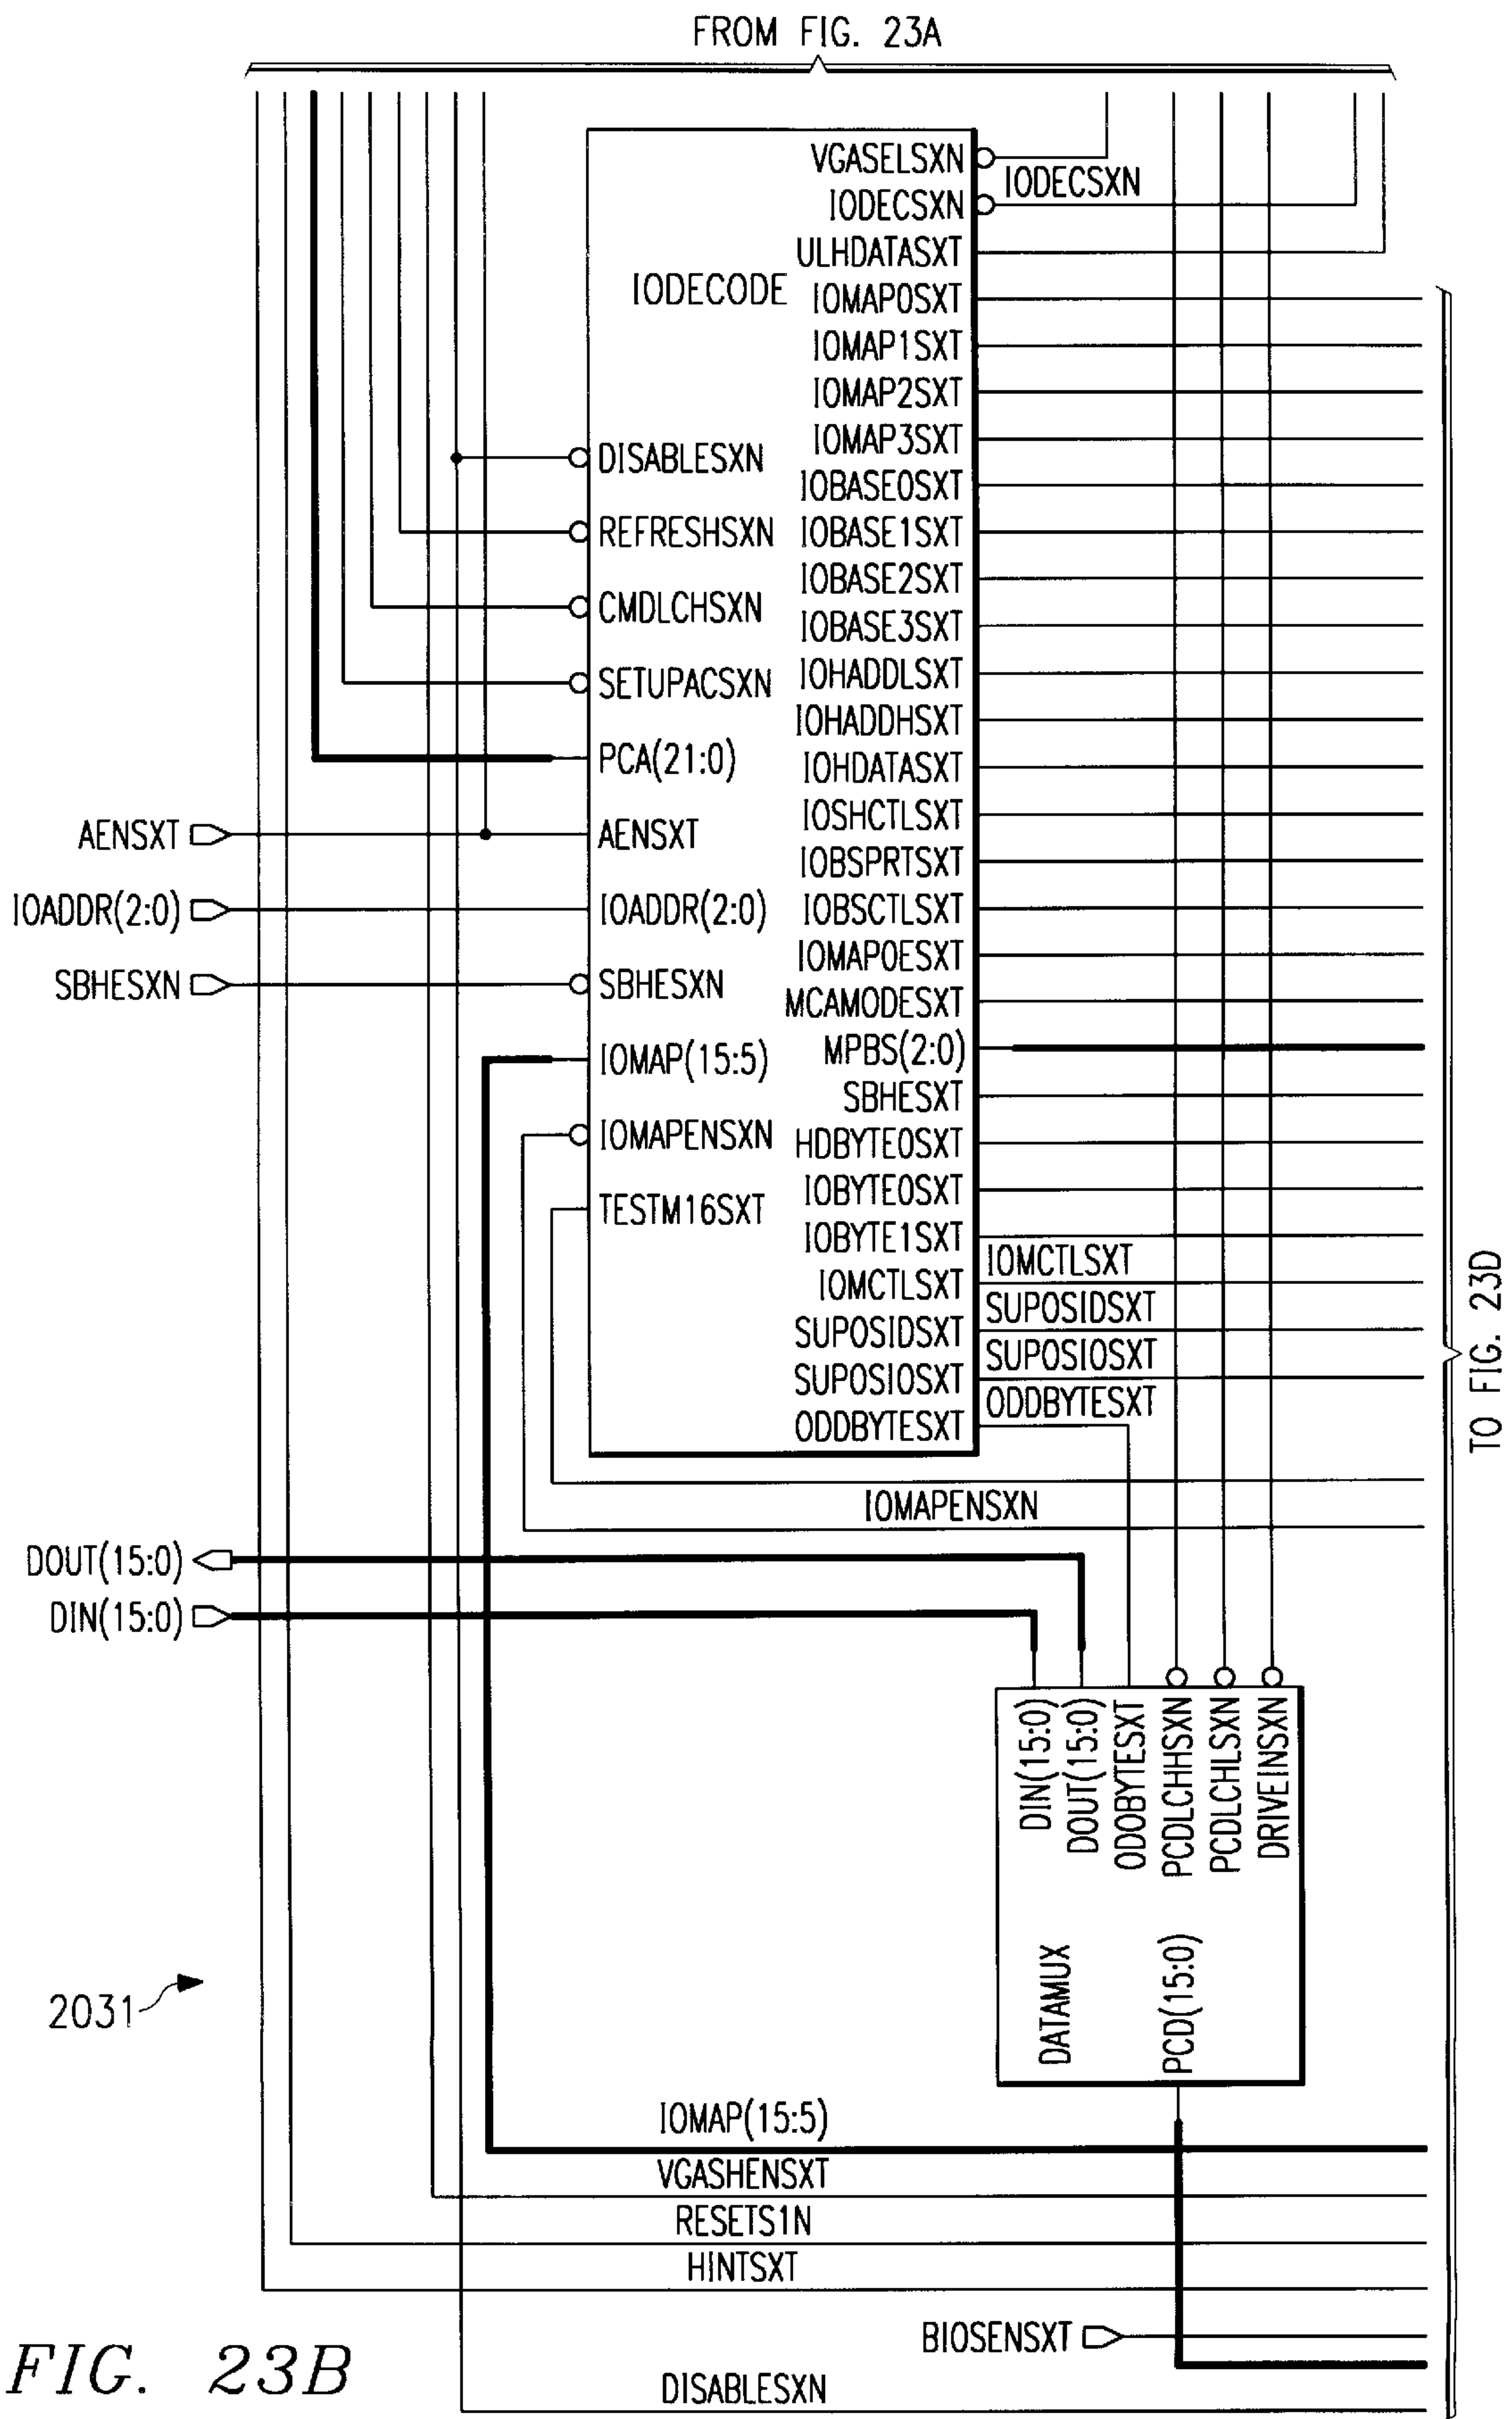 FROM FIG. 23A
VGASELSXN
IODECSXN
IODECSXN
ULHDATASXT
IODECODE
IOMAP0SXT
IOMAP1SXT
IOMAP2SXT
IOMAP3SXT
DISABLESXN
IOBASE0SXT
REFRESHSXN
IOBASE1SXT
IOBASE2SXT
CMDLCHSXN
IOBASE3SXT
SETUPACSXN
IOHADDLSXT
IOHADDHSXT
PCA(21:0)
IOHDATASXT
IOSHCTLSXT
AENSXT
AENSXT
IOBSPRTSXT
IOADDR(2:0)
IOADDR(2:0)
IOBSCTLSXT
IOMAP0ESXT
SBHESXN
SBHESXN
MCAMODESXT
IOMAP(15:5)
MPBS(2:0)
SBHESXT
IOMAPENSXN
HDBYTE0SXT
IOBYTE0SXT
TESTM16SXT
IOBYTE1SXT
IOMCTLSXT
IOMCTLSXT
SUPOSIDSXT
SUPOSIDSXT
SUPOSIOSXT
SUPOSIOSXT
ODDBYTESXT
ODDBYTESXT
TO FIG. 23D
IOMAPENSXN
DOUT(15:0)
DIN(15:0)
DIN(15:0)
DOUT(15:0)
ODOBYTESXT
PCDLCHHSXN
PCDLCHLSXN
DRIVEINSXN
DATAMUX
PCD(15:0)
2031
IOMAP(15:5)
VGASHENSXT
RESETS1N
HINTSXT
BIOSENSXT
DISABLESXN
FIG. 23B